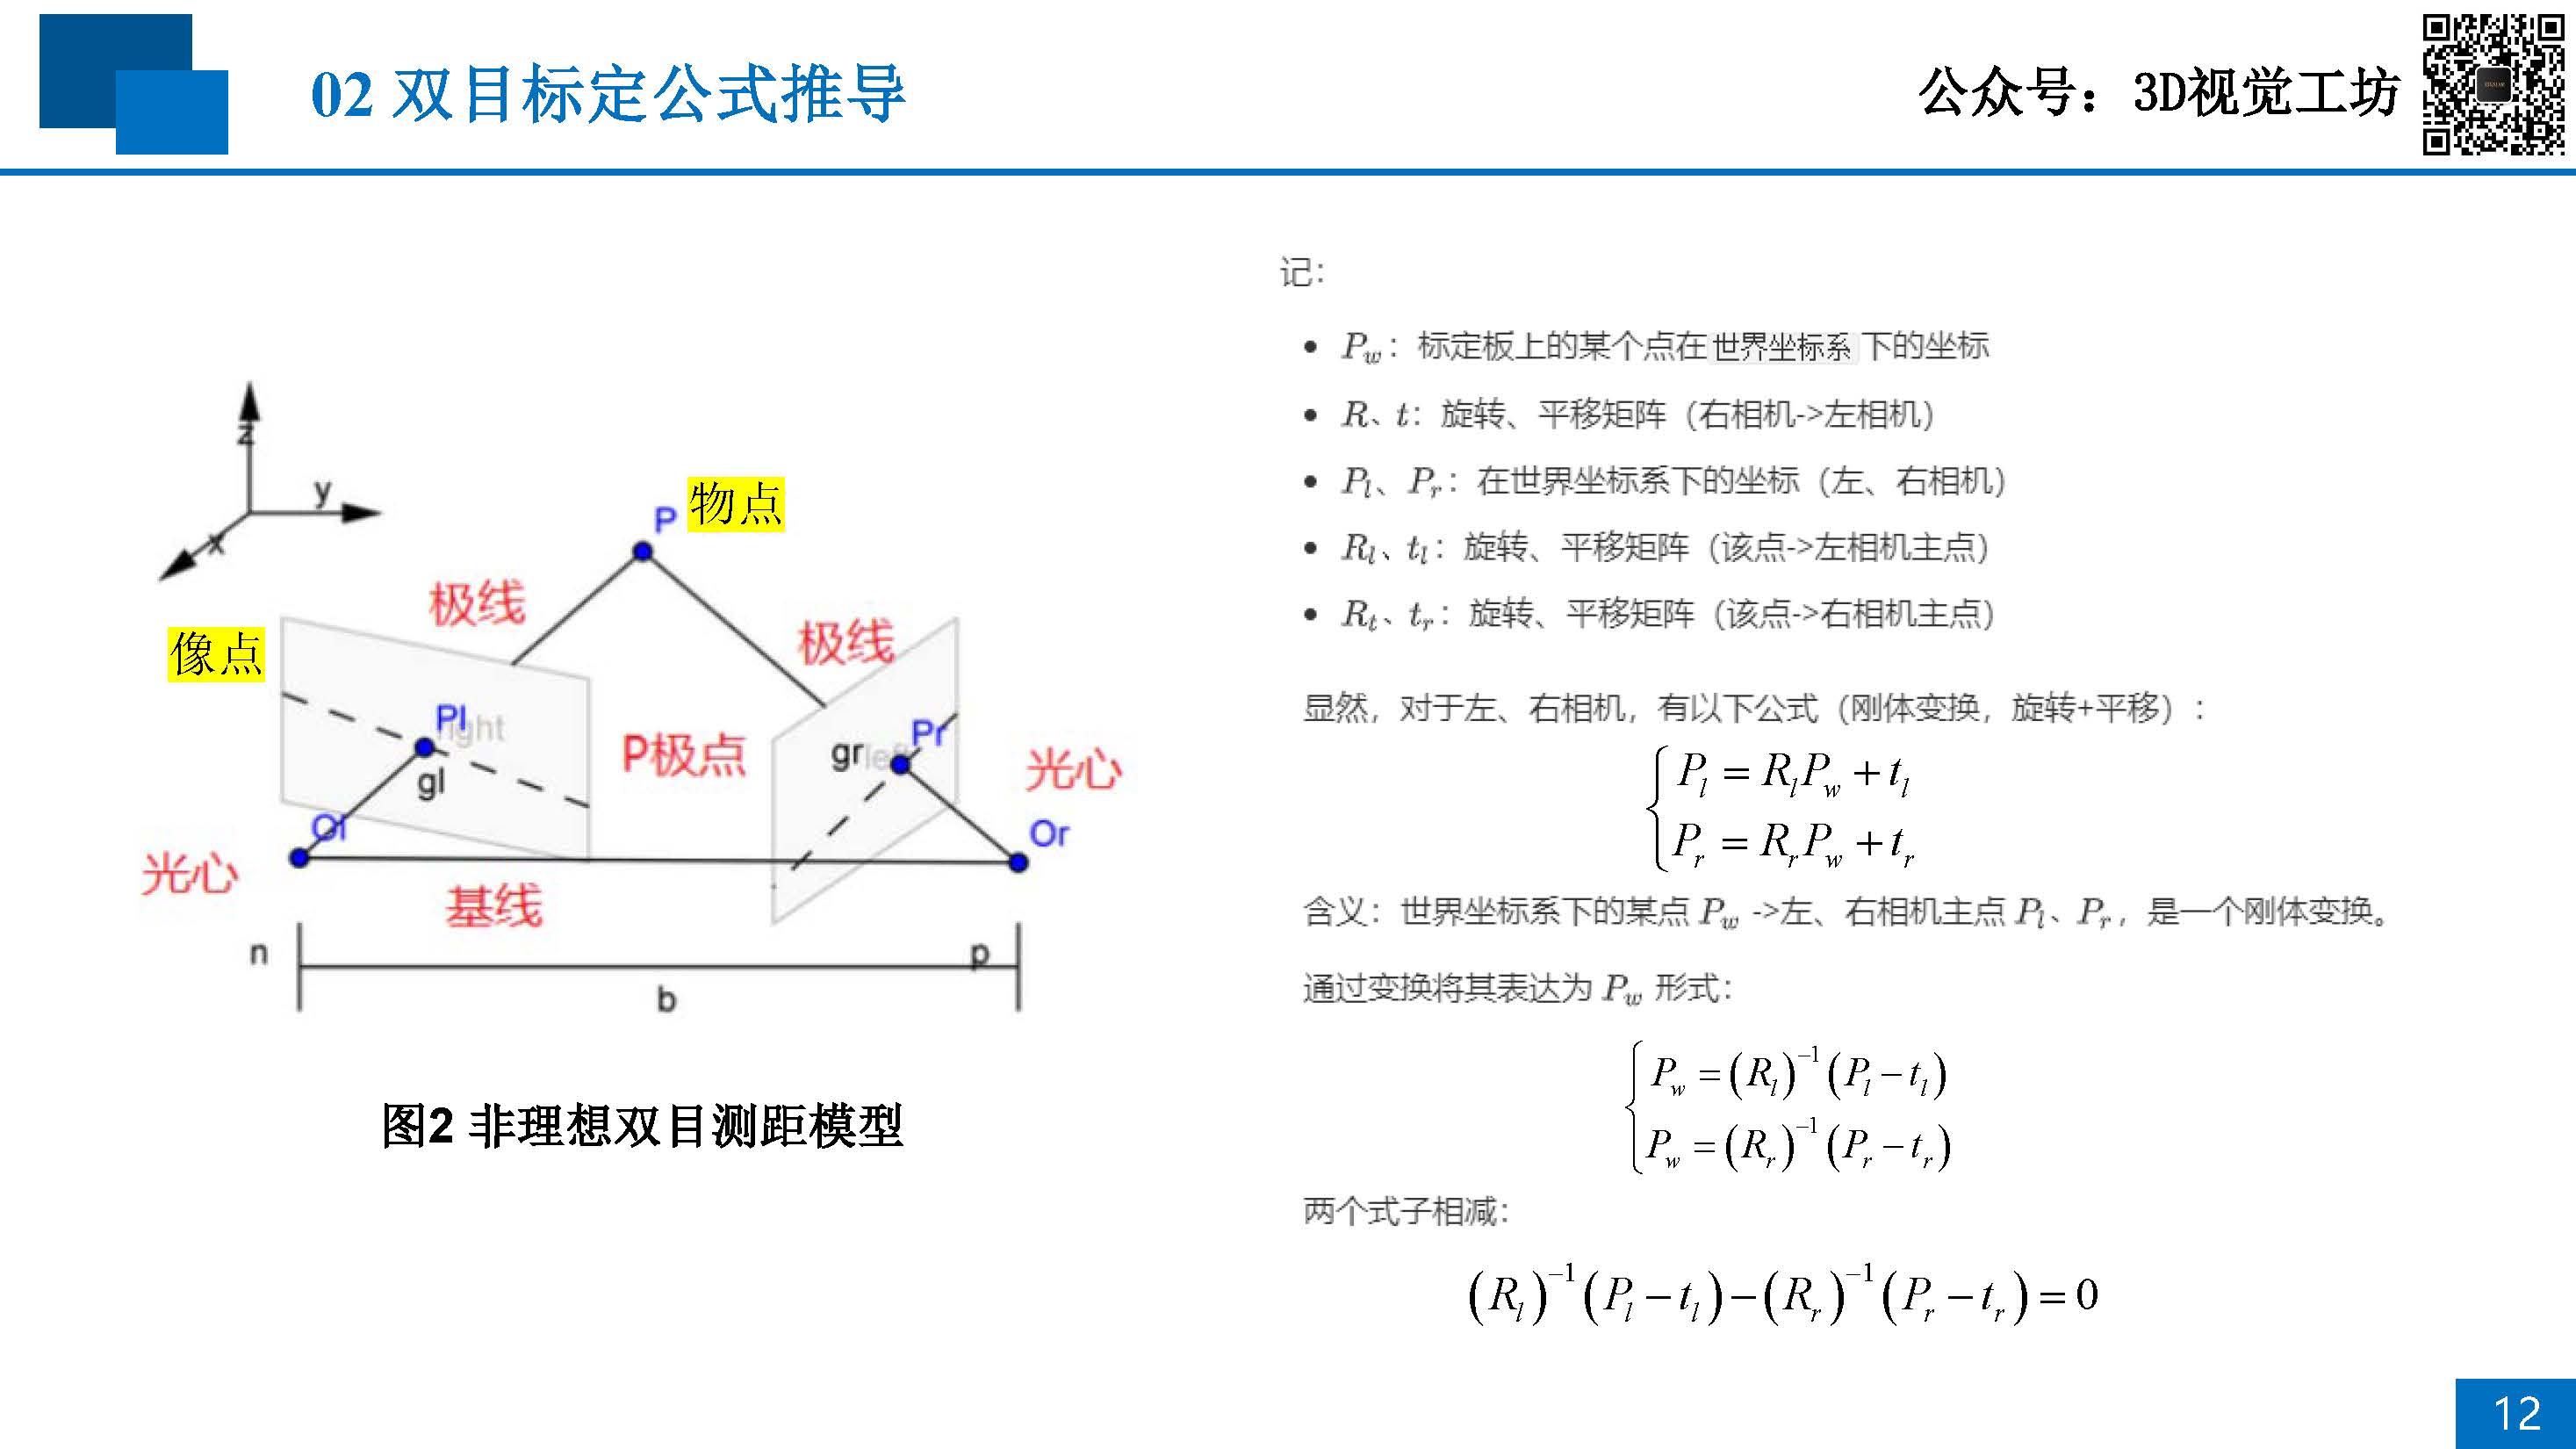 02 双目标定公式推导
公众号：3D视觉工坊
z
y
x
P 物点
极线
极线
像点
Pl
right
gl
P极点
gr
left
Pr
光心
Ol
Or
光心
基线
n
p
b
图2 非理想双目测距模型
记：
• P_w：标定板上的某个点在世界坐标系下的坐标
• R、t：旋转、平移矩阵（右相机->左相机）
• P_l、P_r：在世界坐标系下的坐标（左、右相机）
• R_l、t_l：旋转、平移矩阵（该点->左相机主点）
• R_t、t_r：旋转、平移矩阵（该点->右相机主点）
显然，对于左、右相机，有以下公式（刚体变换，旋转+平移）：
P_l = R_l P_w + t_l
P_r = R_r P_w + t_r
含义：世界坐标系下的某点 P_w ->左、右相机主点 P_l、P_r，是一个刚体变换。
通过变换将其表达为 P_w 形式：
P_w = (R_l)^{-1} (P_l − t_l)
P_w = (R_r)^{-1} (P_r − t_r)
两个式子相减：
(R_l)^{-1} (P_l − t_l) − (R_r)^{-1} (P_r − t_r) = 0
12